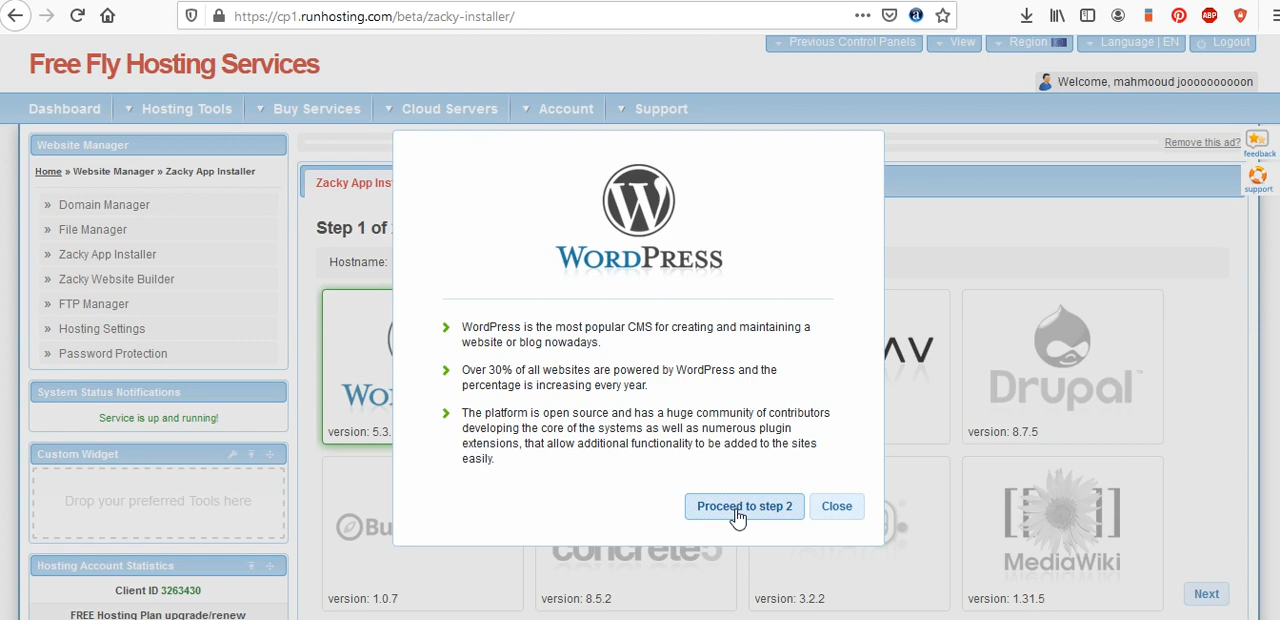 https://cp1.runhosting.com/beta/zacky-installer/
ABP
Previous Control Panels
View
Region
Language | EN
Logout
Free Fly Hosting Services
Welcome, mahmooud jooooooooooon
Dashboard
Hosting Tools
Buy Services
Cloud Servers
Account
Support
Website Manager
Home » Website Manager » Zacky App Installer
» Domain Manager
» File Manager
» Zacky App Installer
» Zacky Website Builder
» FTP Manager
» Hosting Settings
» Password Protection
System Status Notifications
Service is up and running!
Custom Widget
Drop your preferred Tools here
Hosting Account Statistics
Client ID 3263430
FREE Hosting Plan upgrade/renew
Remove this ad?
feedback
support
Zacky App Ins
Step 1 of
Hostname:
WORDPRESS
WordPress is the most popular CMS for creating and maintaining a
website or blog nowadays.
Over 30% of all websites are powered by WordPress and the
percentage is increasing every year.
The platform is open source and has a huge community of contributors
developing the core of the systems as well as numerous plugin
extensions, that allow additional functionality to be added to the sites
easily.
Proceed to step 2
Close
version: 5.3.
Drupal
version: 8.7.5
version: 1.0.7
concrete5
version: 8.5.2
version: 3.2.2
MediaWiki
version: 1.31.5
Next